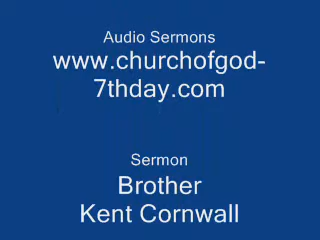 Audio Sermons
www.churchofgod-
7thday.com
Sermon
Brother
Kent Cornwall